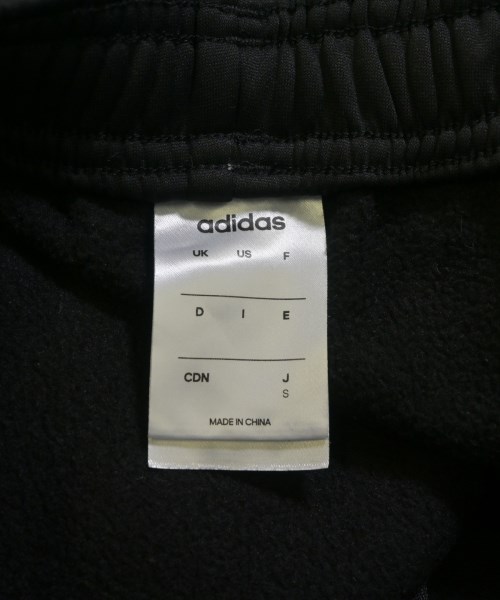 adidas
UK US F
D I E
CDN J
S
MADE IN CHINA